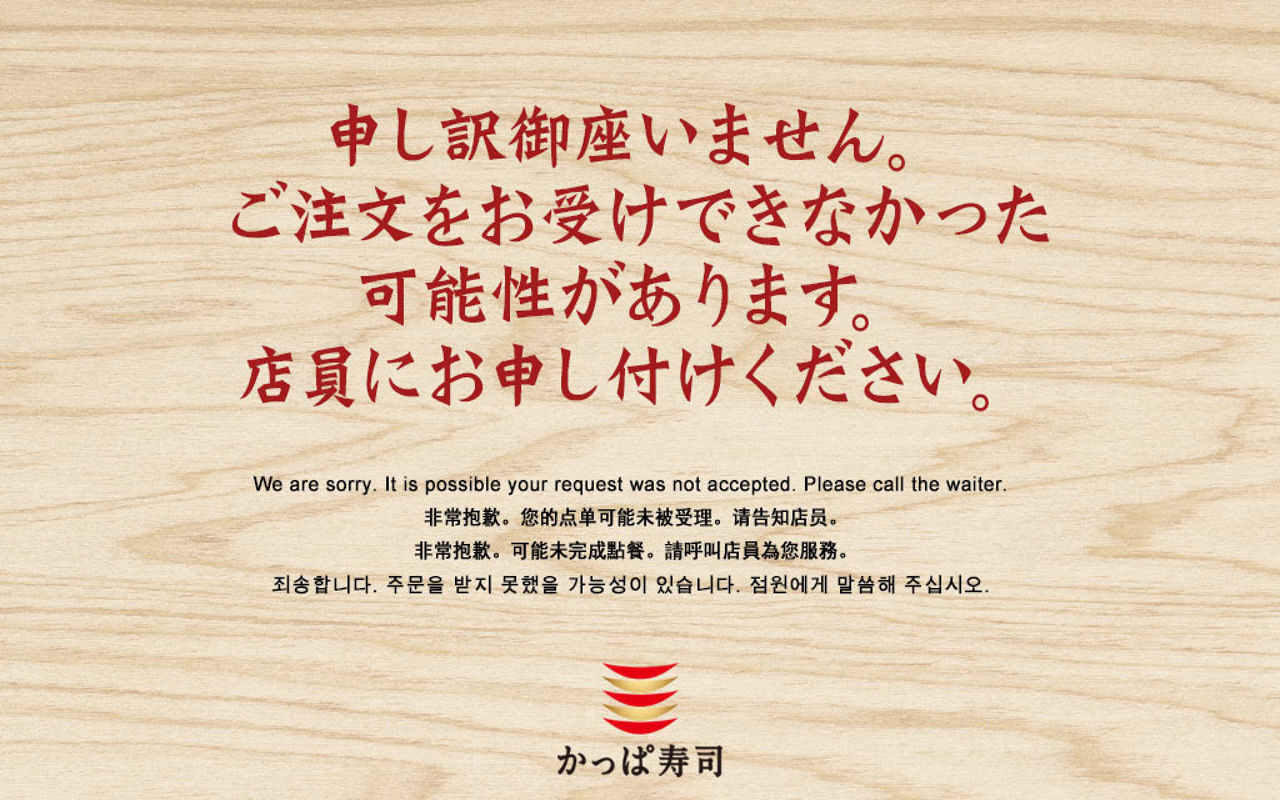 申し訳御座いません。
ご注文をお受けできなかった
可能性があります。
店員にお申し付けください。
We are sorry. It is possible your request was not accepted. Please call the waiter.
非常抱歉。您的点单可能未被受理。请告知店员。
非常抱歉。可能未完成點餐。請呼叫店員為您服務。
죄송합니다. 주문을 받지 못했을 가능성이 있습니다. 점원에게 말씀해 주십시오.
かっぱ寿司